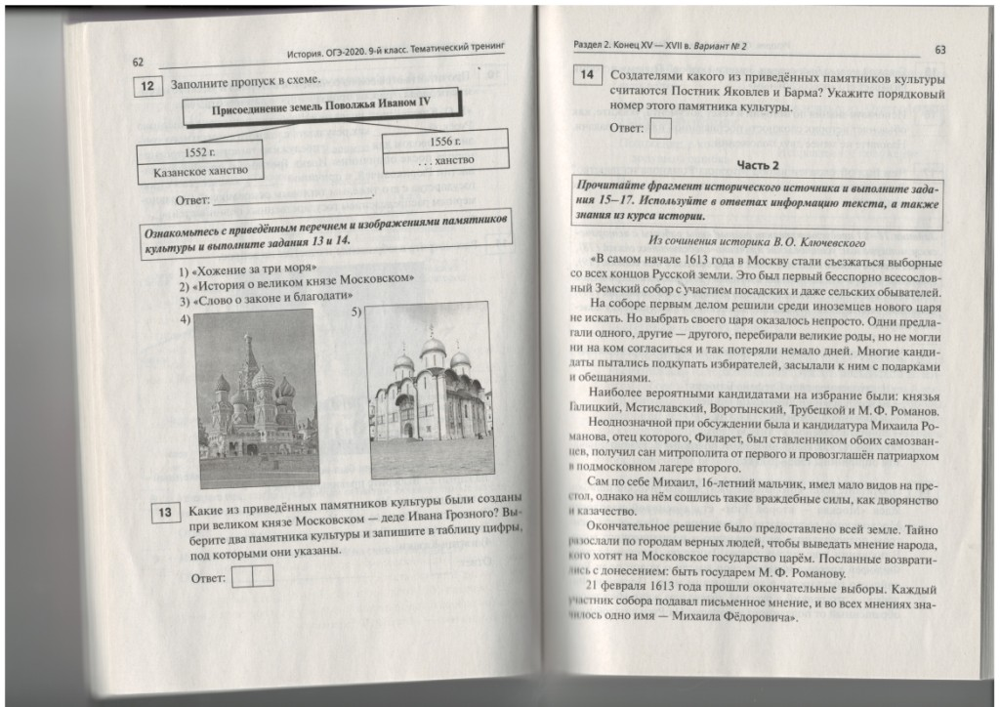 62
История. ОГЭ-2020. 9-й класс. Тематический тренинг
12 Заполните пропуск в схеме.
Присоединение земель Поволжья Иваном IV
1552 г.
Казанское ханство
1556 г.
. . . ханство
Ответ: ____________________.
Ознакомьтесь с приведённым перечнем и изображениями памятников
культуры и выполните задания 13 и 14.
1) «Хожение за три моря»
2) «История о великом князе Московском»
3) «Слово о законе и благодати»
4)
5)
13 Какие из приведённых памятников культуры были созданы
при великом князе Московском — деде Ивана Грозного? Вы-
берите два памятника культуры и запишите в таблицу цифры,
под которыми они указаны.
Ответ:
Раздел 2. Конец XV — XVII в. Вариант № 2
63
14 Создателями какого из приведённых памятников культуры
считаются Постник Яковлев и Барма? Укажите порядковый
номер этого памятника культуры.
Ответ:
Часть 2
Прочитайте фрагмент исторического источника и выполните зада-
ния 15—17. Используйте в ответах информацию текста, а также
знания из курса истории.
Из сочинения историка В. О. Ключевского
«В самом начале 1613 года в Москву стали съезжаться выборные
со всех концов Русской земли. Это был первый бесспорно всесослов-
ный Земский собор с участием посадских и даже сельских обывателей.
На соборе первым делом решили среди иноземцев нового царя
не искать. Но выбрать своего царя оказалось непросто. Одни предла-
гали одного, другие — другого, перебирали великие роды, но не могли
ни на ком согласиться и так потеряли немало дней. Многие канди-
даты пытались подкупать избирателей, засылали к ним с подарками
и обещаниями.
Наиболее вероятными кандидатами на избрание были: князья
Галицкий, Мстиславский, Воротынский, Трубецкой и М. Ф. Романов.
Неоднозначной при обсуждении была и кандидатура Михаила Ро-
манова, отец которого, Филарет, был ставленником обоих самозван-
цев, получил сан митрополита от первого и провозглашён патриархом
в подмосковном лагере второго.
Сам по себе Михаил, 16-летний мальчик, имел мало видов на пре-
стол, однако на нём сошлись такие враждебные силы, как дворянство
и казачество.
Окончательное решение было предоставлено всей земле. Тайно
разослали по городам верных людей, чтобы выведать мнение народа,
кого хотят на Московское государство царём. Посланные возврати-
лись с донесением: быть государем М. Ф. Романову.
21 февраля 1613 года прошли окончательные выборы. Каждый
участник собора подавал письменное мнение, и во всех мнениях зна-
чилось одно имя — Михаила Фёдоровича».